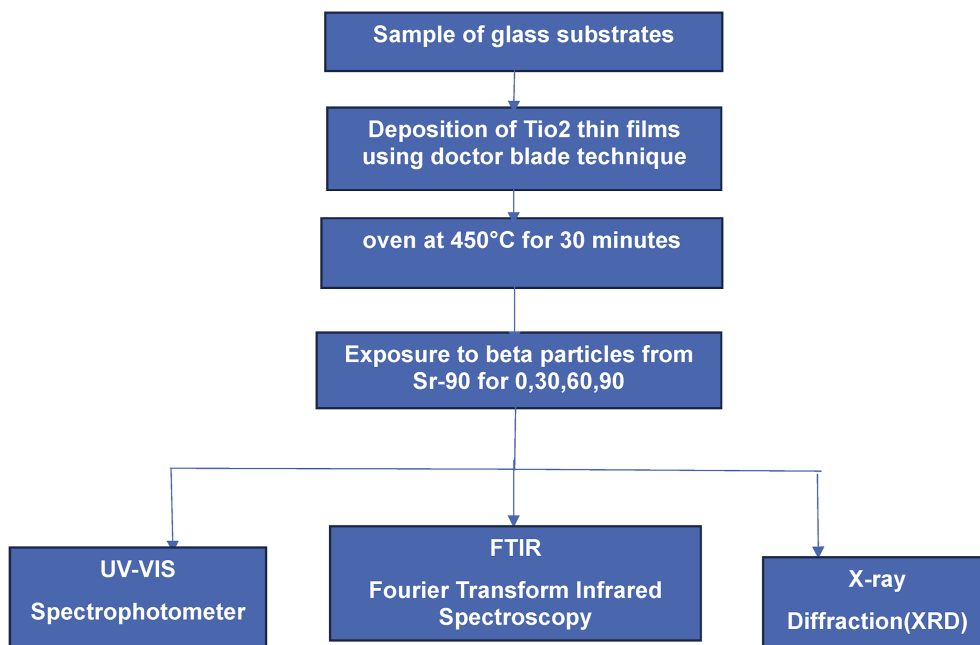 Sample of glass substrates
Deposition of Tio2 thin films
using doctor blade technique
oven at 450°C for 30 minutes
Exposure to beta particles from
Sr-90 for 0,30,60,90
UV-VIS
Spectrophotometer
FTIR
Fourier Transform Infrared
Spectroscopy
X-ray
Diffraction(XRD)